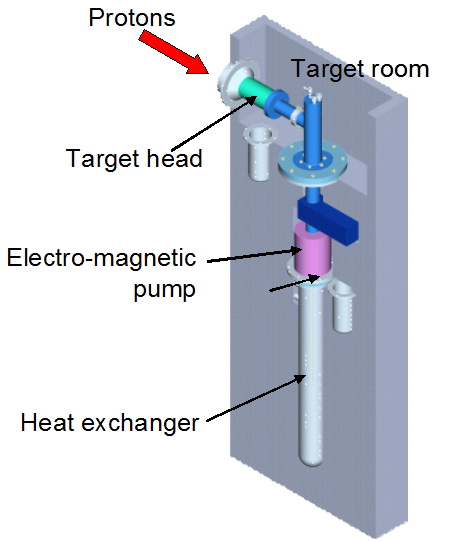 Protons
Target room
Target head
Electro-magnetic
pump
Heat exchanger